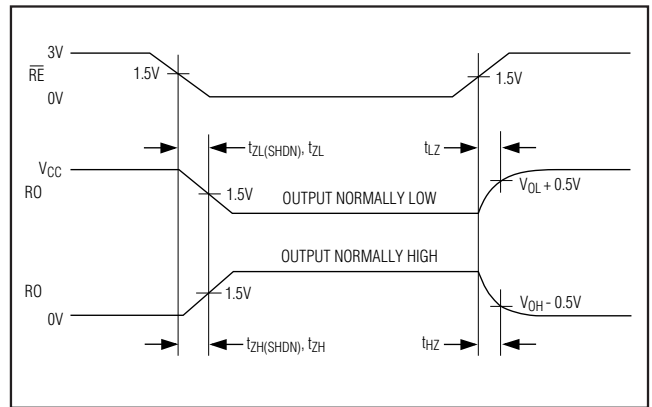 3V
R̅E̅
1.5V
1.5V
0V
tZL(SHDN), tZL
tLZ
VCC
RO
1.5V
OUTPUT NORMALLY LOW
VOL + 0.5V
OUTPUT NORMALLY HIGH
RO
1.5V
VOH - 0.5V
0V
tZH(SHDN), tZH
tHZ